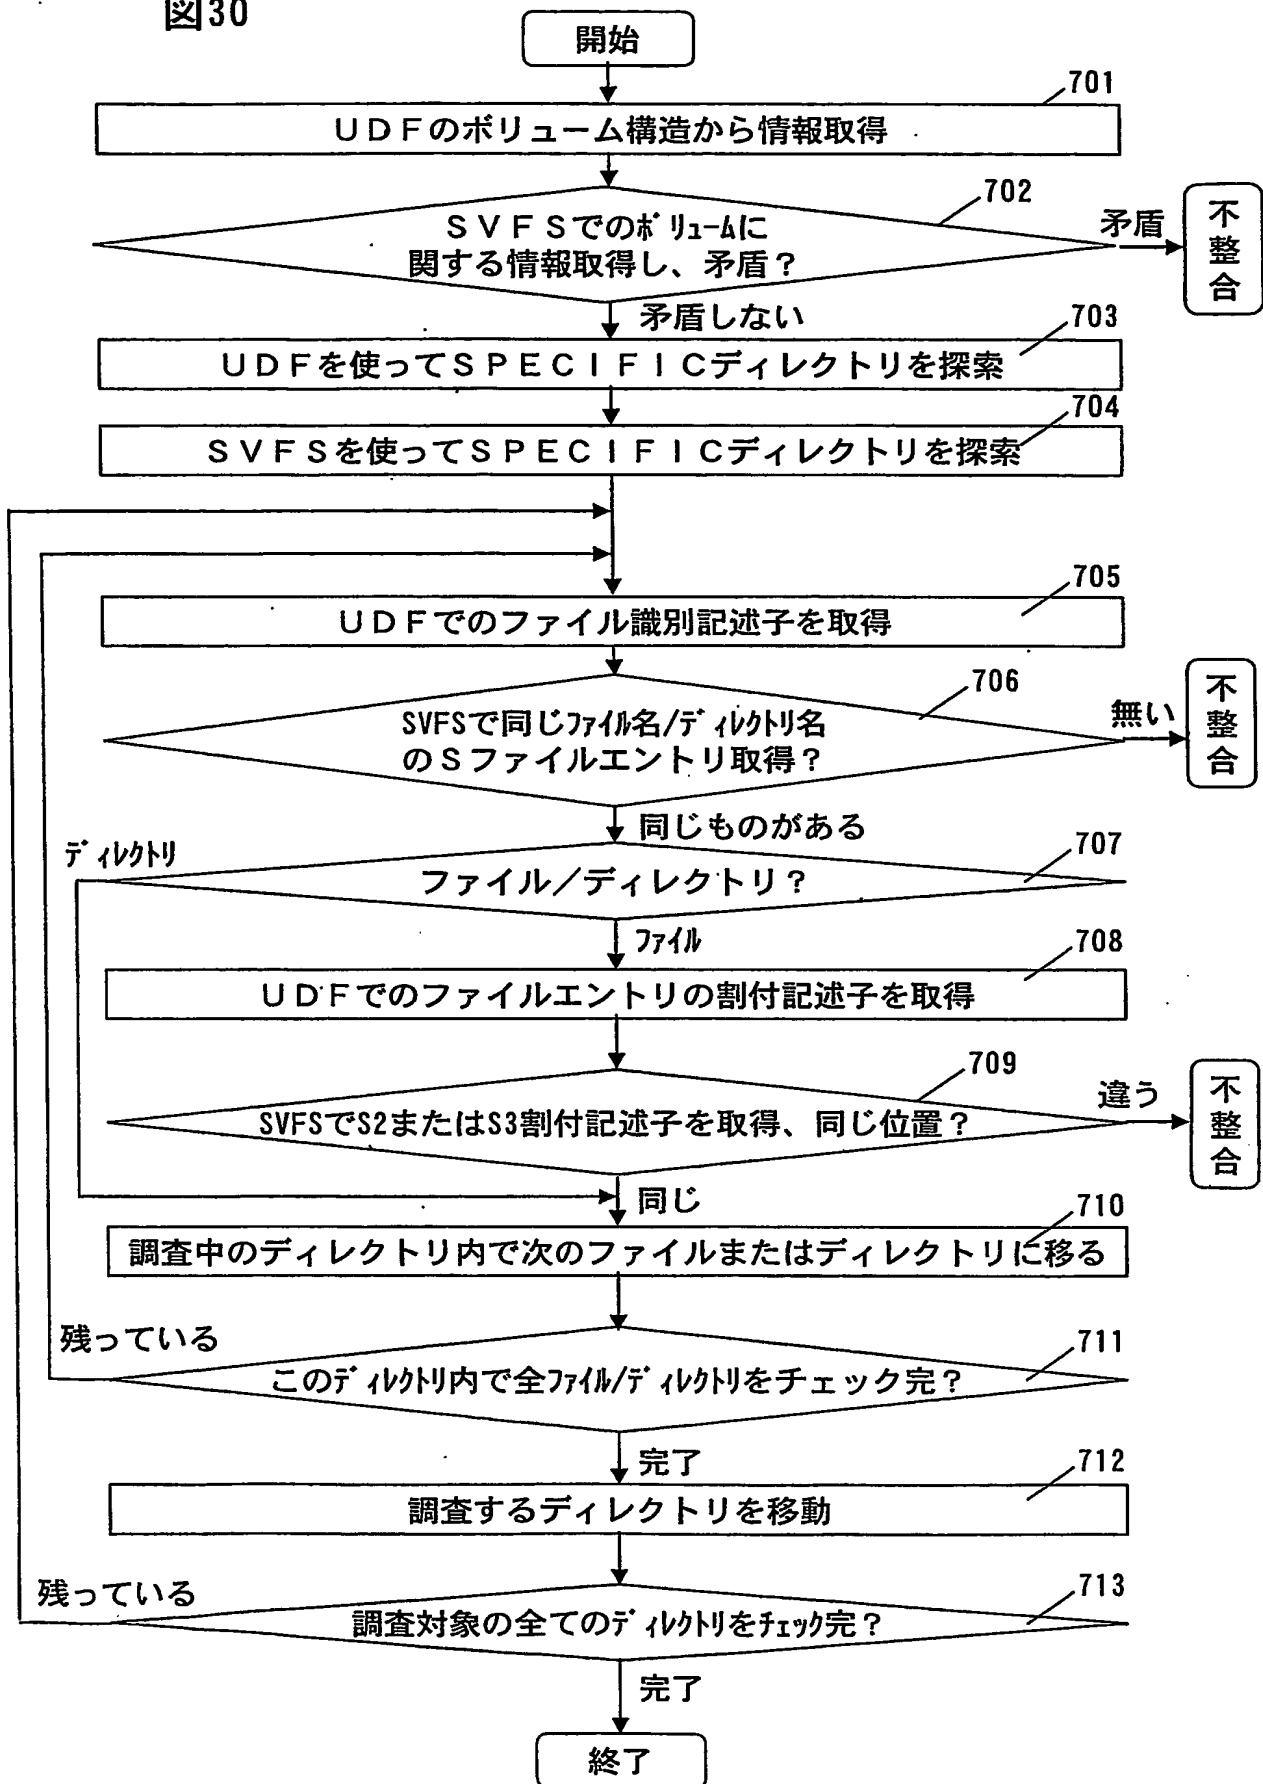 図30
開始
701
ＵＤＦのボリューム構造から情報取得
702
ＳＶＦＳでのﾎﾞﾘｭｰﾑに
関する情報取得し、矛盾？
矛盾
不整合
矛盾しない
703
ＵＤＦを使ってＳＰＥＣＩＦＩＣディレクトリを探索
704
ＳＶＦＳを使ってＳＰＥＣＩＦＩＣディレクトリを探索
705
ＵＤＦでのファイル識別記述子を取得
706
SVFSで同じﾌｧｲﾙ名/ﾃﾞｨﾚｸﾄﾘ名
のＳファイルエントリ取得？
無い
不整合
同じものがある
ﾃﾞｨﾚｸﾄﾘ
707
ファイル／ディレクトリ？
ﾌｧｲﾙ
708
ＵＤＦでのファイルエントリの割付記述子を取得
709
SVFSでS2またはS3割付記述子を取得、同じ位置？
違う
不整合
同じ
710
調査中のディレクトリ内で次のファイルまたはディレクトリに移る
残っている
711
このﾃﾞｨﾚｸﾄﾘ内で全ﾌｧｲﾙ/ﾃﾞｨﾚｸﾄﾘをチェック完？
完了
712
調査するディレクトリを移動
残っている
713
調査対象の全てのﾃﾞｨﾚｸﾄﾘをﾁｪｯｸ完？
完了
終了